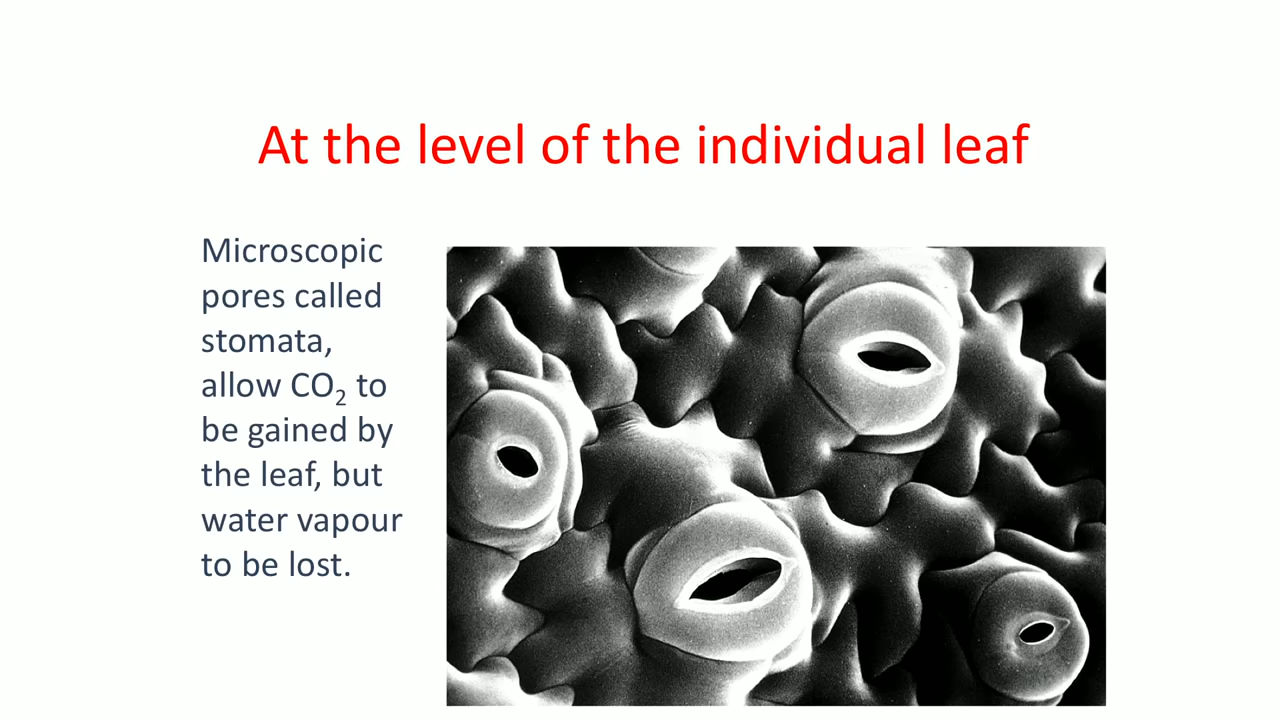 At the level of the individual leaf
Microscopic
pores called
stomata,
allow CO₂ to
be gained by
the leaf, but
water vapour
to be lost.